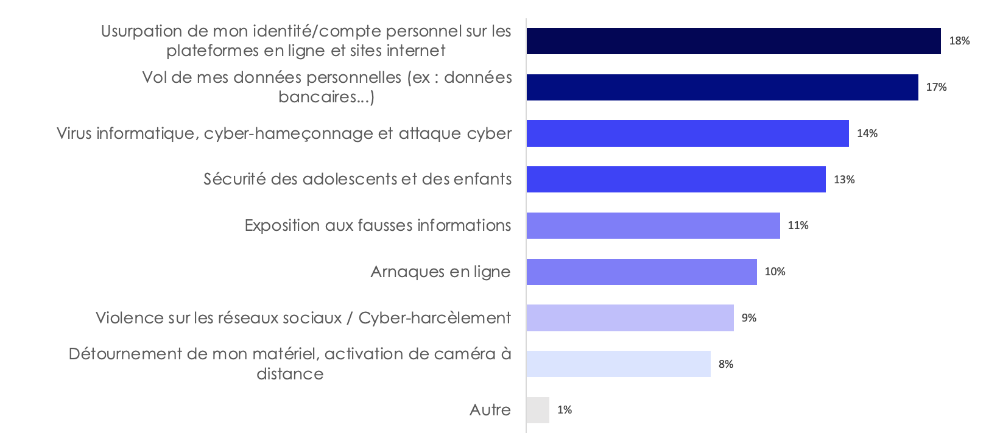 Usurpation de mon identité/compte personnel sur les
plateformes en ligne et sites internet
18%
Vol de mes données personnelles (ex : données
bancaires...)
17%
Virus informatique, cyber-hameçonnage et attaque cyber
14%
Sécurité des adolescents et des enfants
13%
Exposition aux fausses informations
11%
Arnaques en ligne
10%
Violence sur les réseaux sociaux / Cyber-harcèlement
9%
Détournement de mon matériel, activation de caméra à
distance
8%
Autre
1%